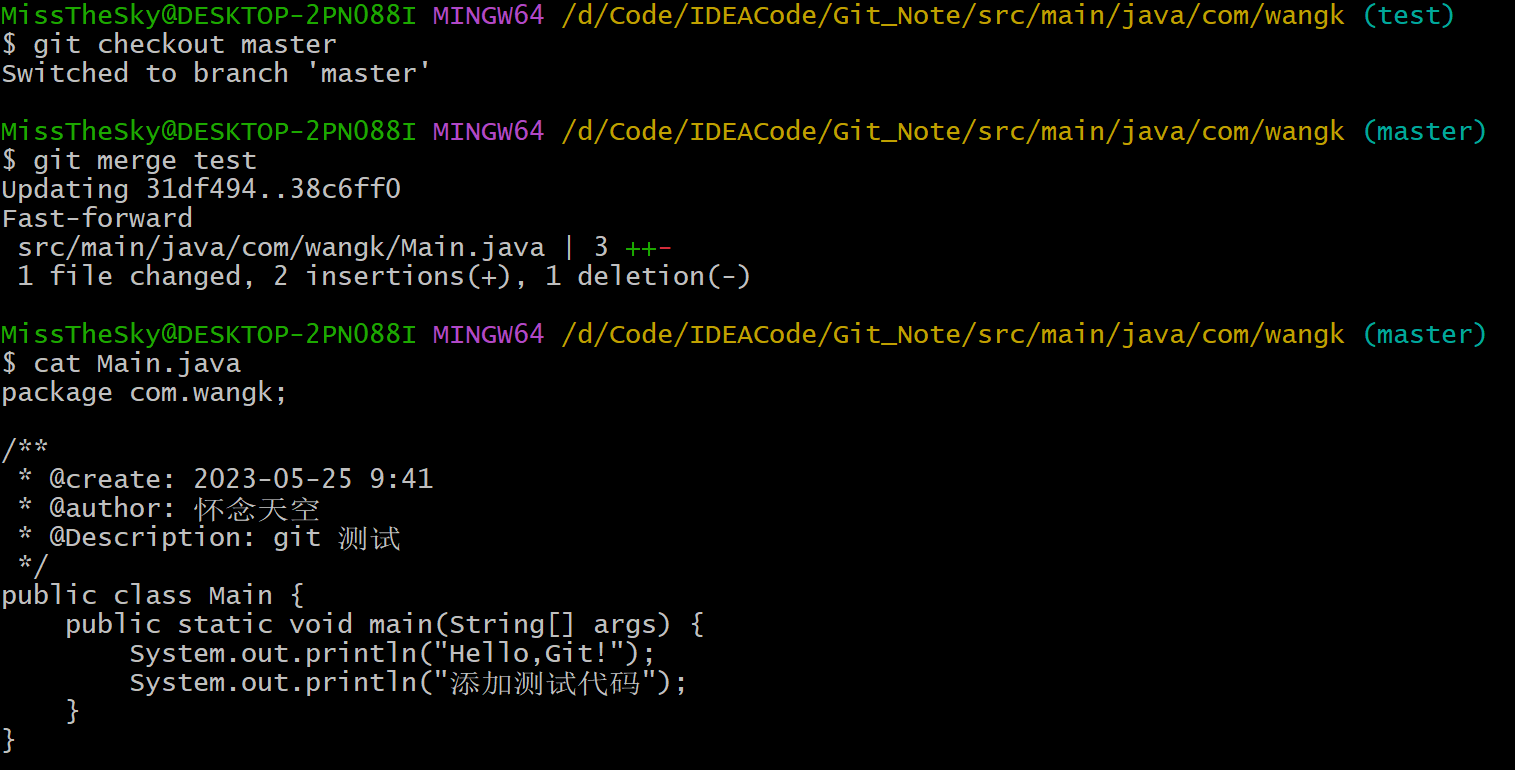 MissTheSky@DESKTOP-2PNO88I MINGW64 /d/Code/IDEACode/Git_Note/src/main/java/com/wangk (test)
$ git checkout master
Switched to branch 'master'

MissTheSky@DESKTOP-2PNO88I MINGW64 /d/Code/IDEACode/Git_Note/src/main/java/com/wangk (master)
$ git merge test
Updating 31df494..38c6ff0
Fast-forward
 src/main/java/com/wangk/Main.java | 3 ++-
 1 file changed, 2 insertions(+), 1 deletion(-)

MissTheSky@DESKTOP-2PNO88I MINGW64 /d/Code/IDEACode/Git_Note/src/main/java/com/wangk (master)
$ cat Main.java
package com.wangk;

/**
 * @create: 2023-05-25 9:41
 * @author: 怀念天空
 * @Description: git 测试
 */
public class Main {
    public static void main(String[] args) {
        System.out.println("Hello,Git!");
        System.out.println("添加测试代码");
    }
}